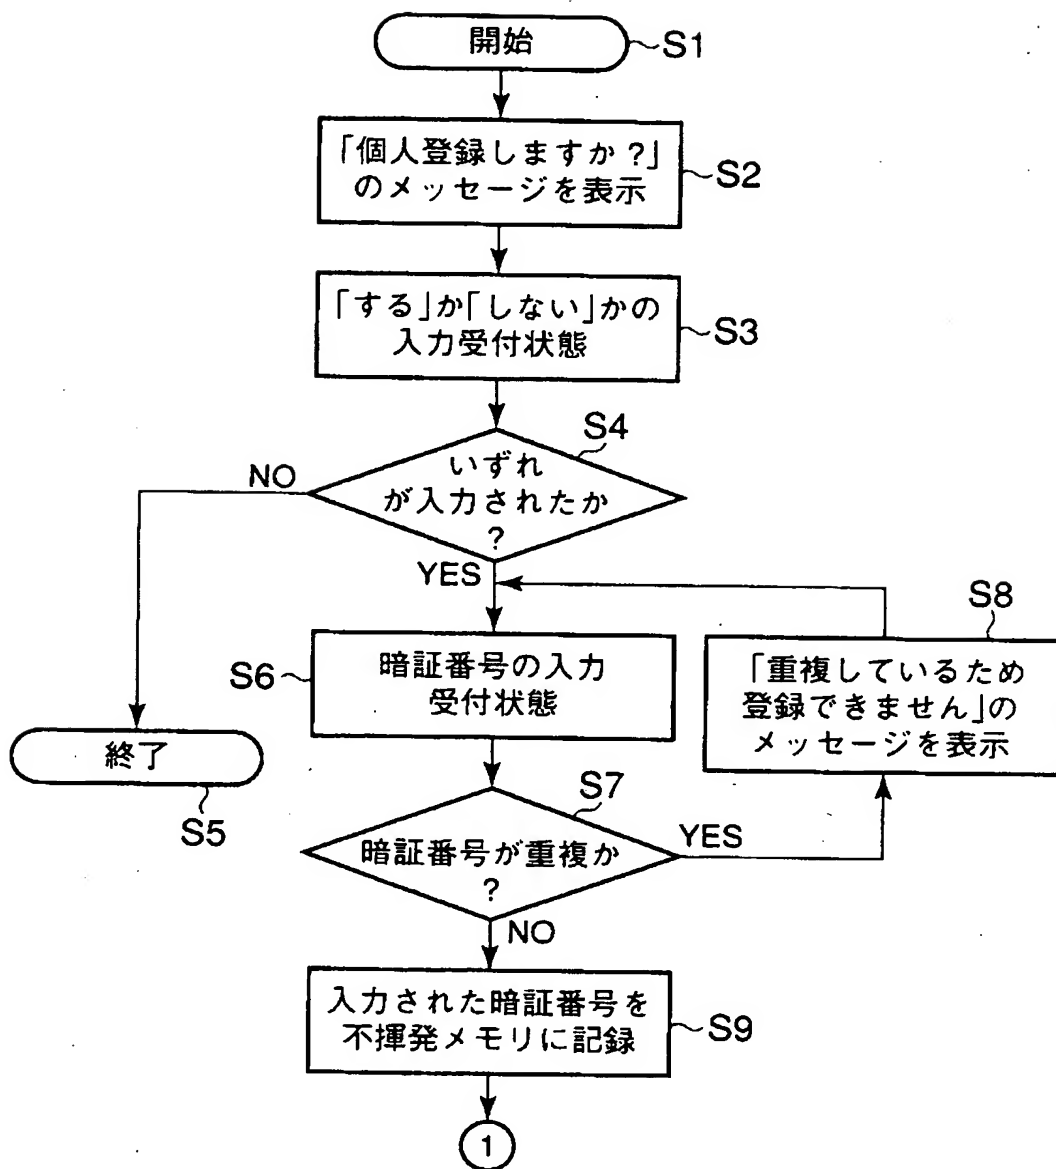 開始
S1
「個人登録しますか?」
のメッセージを表示
S2
「する」か「しない」かの
入力受付状態
S3
S4
いずれ
が入力されたか
?
NO
YES
S8
「重複しているため
登録できません」の
メッセージを表示
S6
暗証番号の入力
受付状態
終了
S5
S7
暗証番号が重複か
?
YES
NO
入力された暗証番号を
不揮発メモリに記録
S9
1